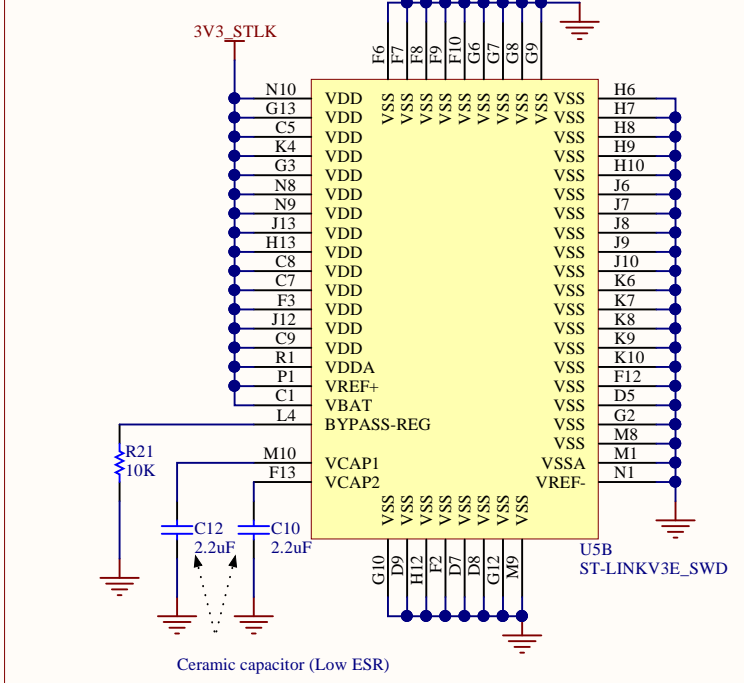 3V3_STLK
F6
F7
F8
F9
F10
G6
G7
G8
G9
VSS
VSS
VSS
VSS
VSS
VSS
VSS
VSS
VSS
N10 VDD
G13 VDD
C5 VDD
K4 VDD
G3 VDD
N8 VDD
N9 VDD
J13 VDD
H13 VDD
C8 VDD
C7 VDD
F3 VDD
J12 VDD
C9 VDD
R1 VDDA
P1 VREF+
C1 VBAT
L4 BYPASS-REG
M10 VCAP1
F13 VCAP2
VSS H6
VSS H7
VSS H8
VSS H9
VSS H10
VSS J6
VSS J7
VSS J8
VSS J9
VSS J10
VSS K6
VSS K7
VSS K8
VSS K9
VSS K10
VSS F12
VSS D5
VSS G2
VSS M8
VSSA M1
VREF- N1
R21
10K
C12
2.2uF
C10
2.2uF
VSS
VSS
VSS
VSS
VSS
VSS
VSS
VSS
G10
D9
H12
F2
D7
D8
G12
M9
U5B
ST-LINKV3E_SWD
Ceramic capacitor (Low ESR)